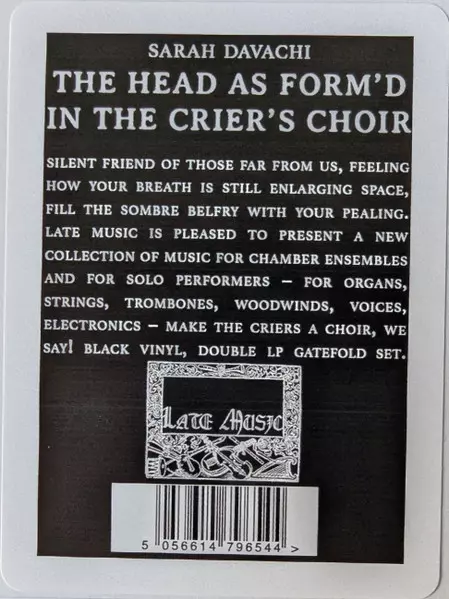 SARAH DAVACHI
THE HEAD AS FORM'D
IN THE CRIER'S CHOIR
SILENT FRIEND OF THOSE FAR FROM US, FEELING
HOW YOUR BREATH IS STILL ENLARGING SPACE,
FILL THE SOMBRE BELFRY WITH YOUR PEALING.
LATE MUSIC IS PLEASED TO PRESENT A NEW
COLLECTION OF MUSIC FOR CHAMBER ENSEMBLES
AND FOR SOLO PERFORMERS – FOR ORGANS,
STRINGS, TROMBONES, WOODWINDS, VOICES,
ELECTRONICS – MAKE THE CRIERS A CHOIR, WE
SAY! BLACK VINYL, DOUBLE LP GATEFOLD SET.
LATE MUSIC
5 056614 796544 >